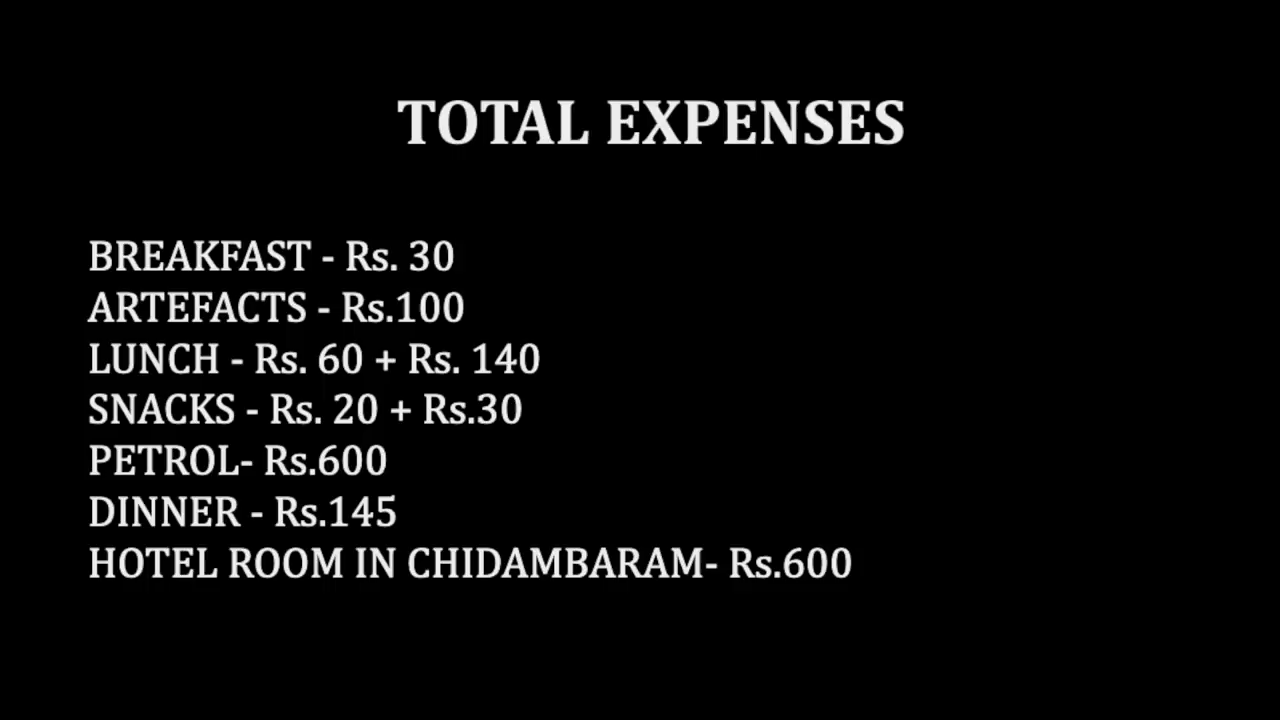 TOTAL EXPENSES
BREAKFAST - Rs. 30
ARTEFACTS - Rs.100
LUNCH - Rs. 60 + Rs. 140
SNACKS - Rs. 20 + Rs.30
PETROL- Rs.600
DINNER - Rs.145
HOTEL ROOM IN CHIDAMBARAM- Rs.600